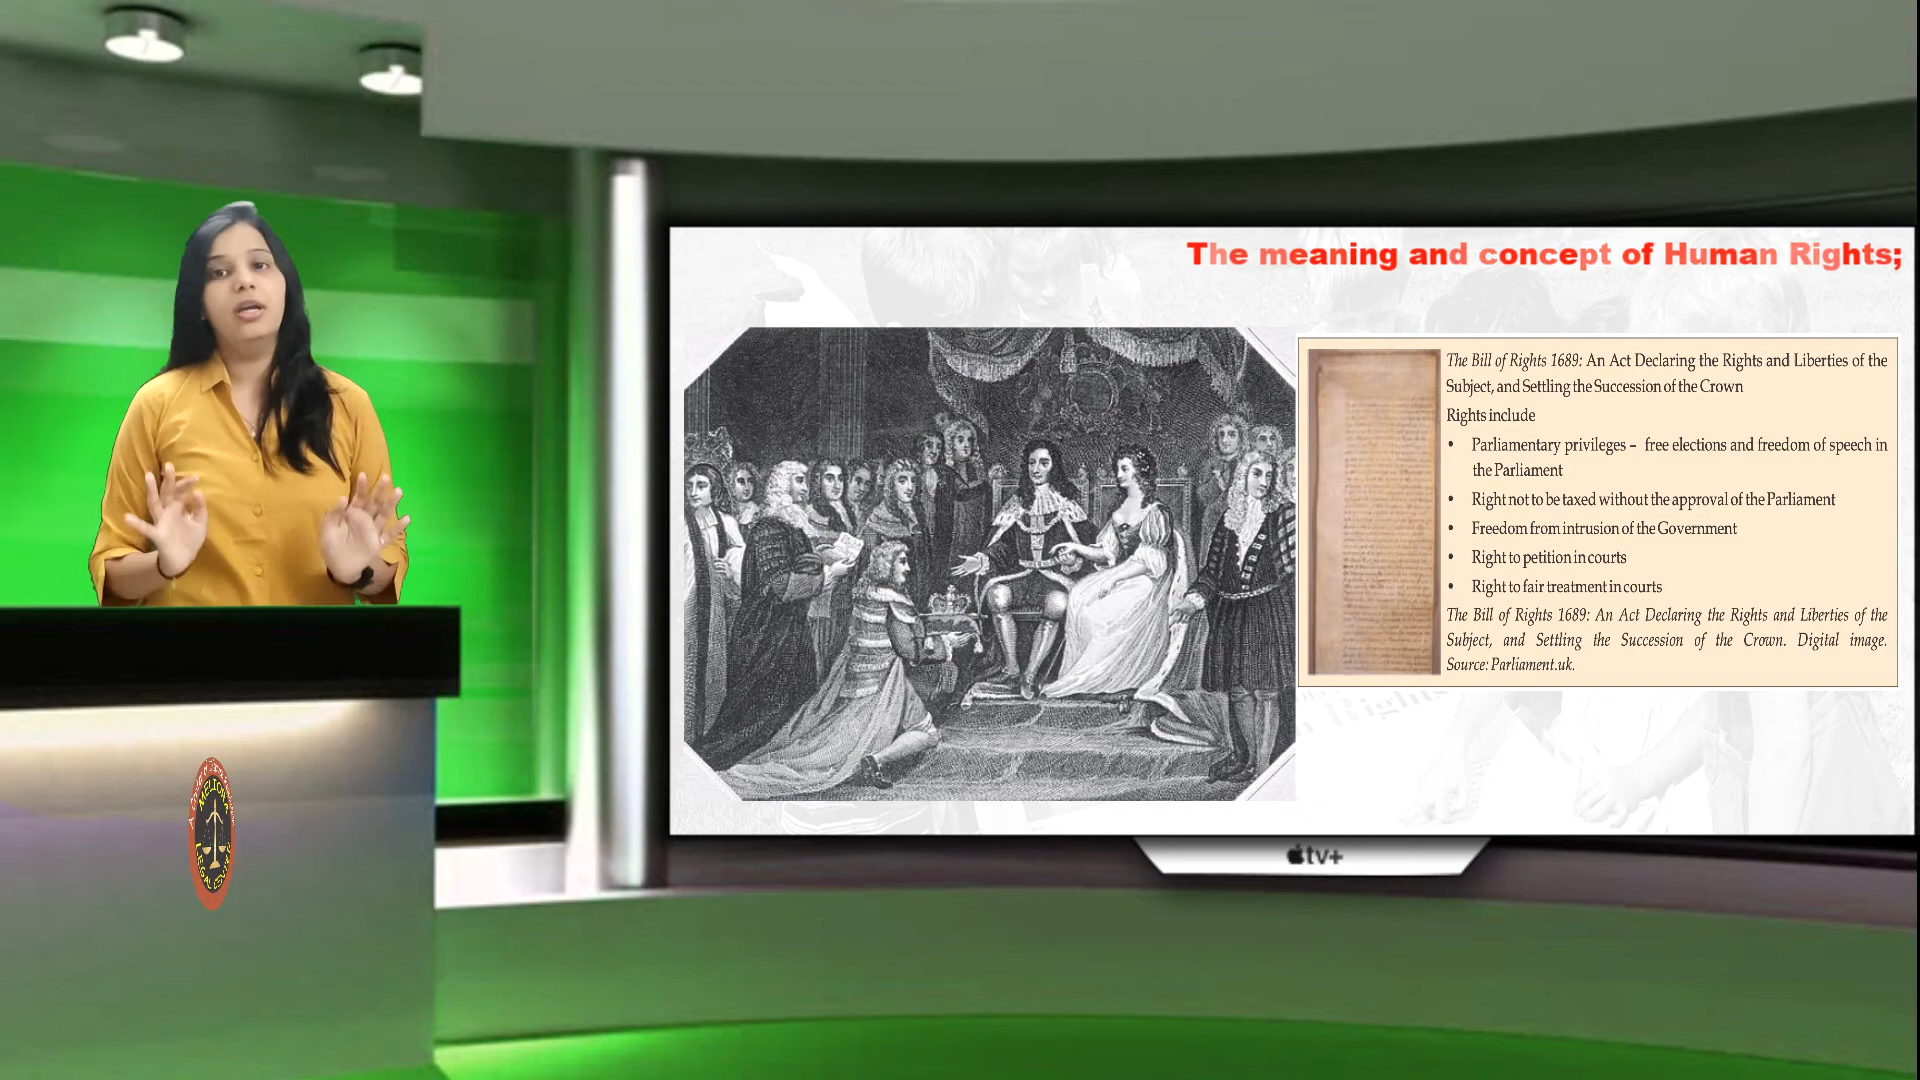 The meaning and concept of Human Rights;
The Bill of Rights 1689: An Act Declaring the Rights and Liberties of the
Subject, and Settling the Succession of the Crown
Rights include
• Parliamentary privileges – free elections and freedom of speech in
the Parliament
• Right not to be taxed without the approval of the Parliament
• Freedom from intrusion of the Government
• Right to petition in courts
• Right to fair treatment in courts
The Bill of Rights 1689: An Act Declaring the Rights and Liberties of the
Subject, and Settling the Succession of the Crown. Digital image.
Source: Parliament.uk.
tv+
MELIORA
LEGAL